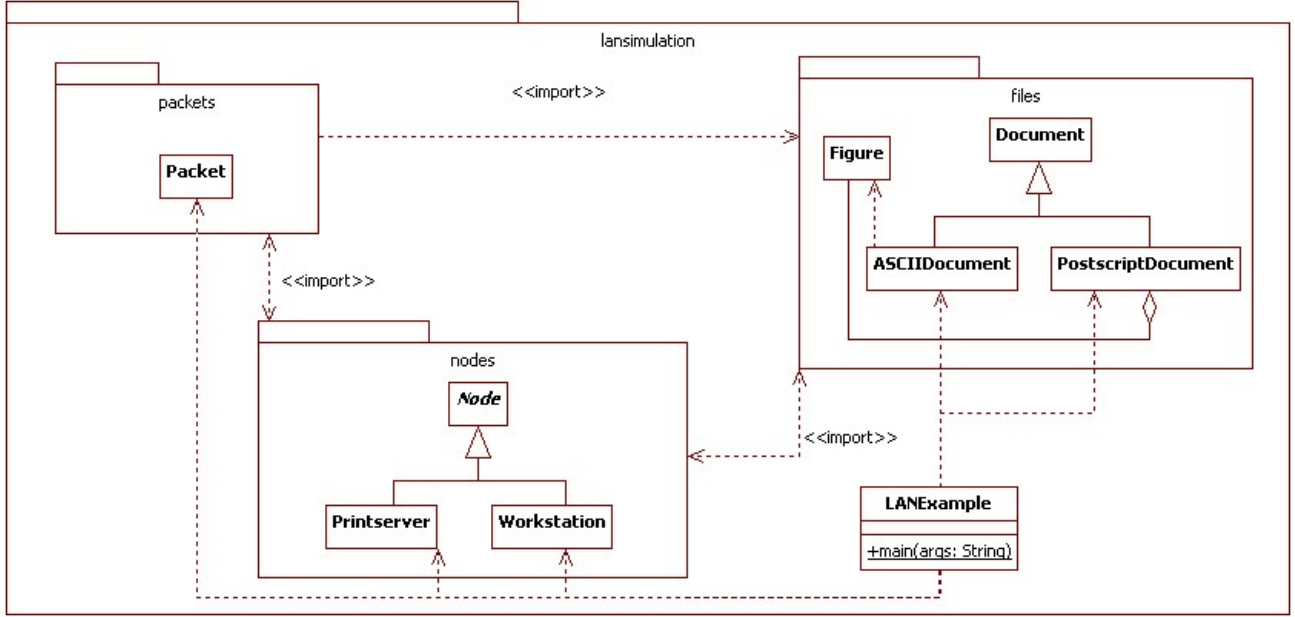 lansimulation
packets
<<import>>
files
Packet
Figure
Document
ASCIIDocument
PostscriptDocument
<<import>>
nodes
Node
Printserver
Workstation
<<import>>
LANExample
+main(args: String)